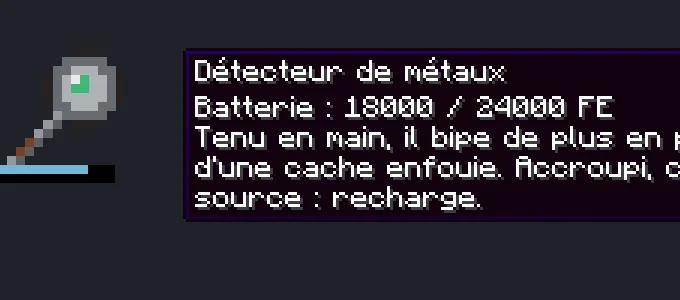 Détecteur de métaux
Batterie : 18000 / 24000 FE
Tenu en main, il bipe de plus en p
d'une cache enfouie. Accroupi, c
source : recharge.